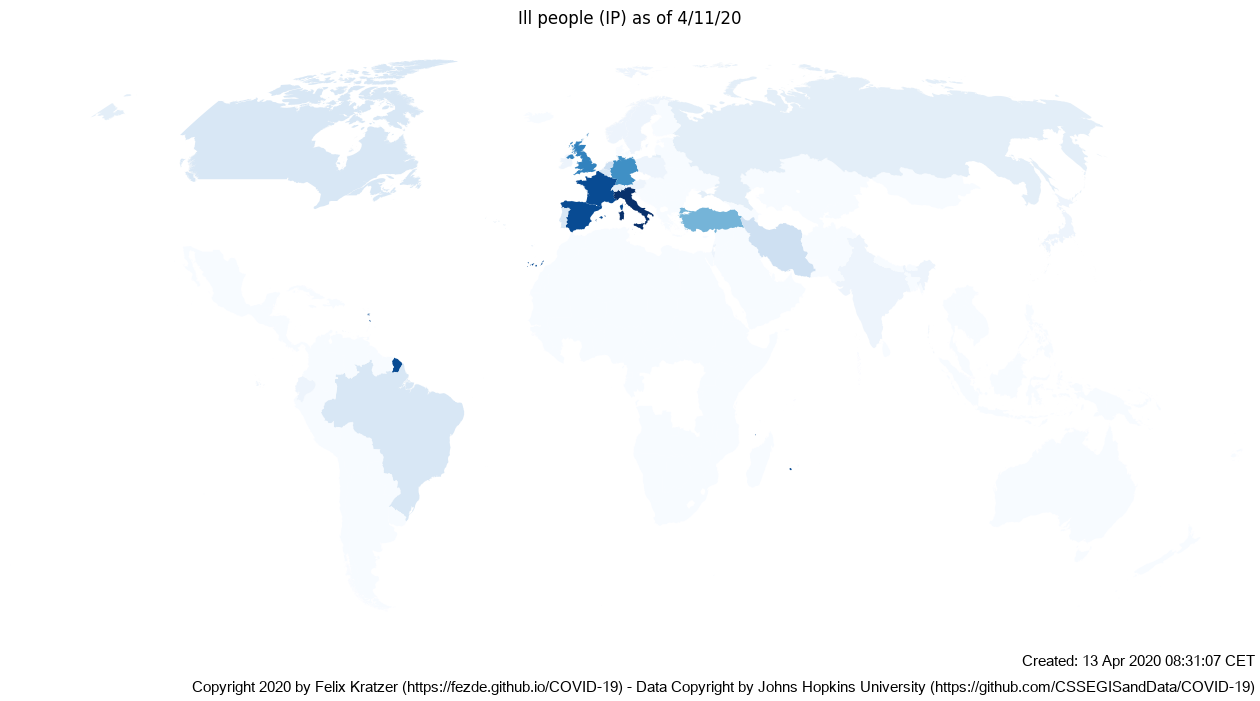 Ill people (IP) as of 4/11/20
Created: 13 Apr 2020 08:31:07 CET
Copyright 2020 by Felix Kratzer (https://fezde.github.io/COVID-19) - Data Copyright by Johns Hopkins University (https://github.com/CSSEGISandData/COVID-19)